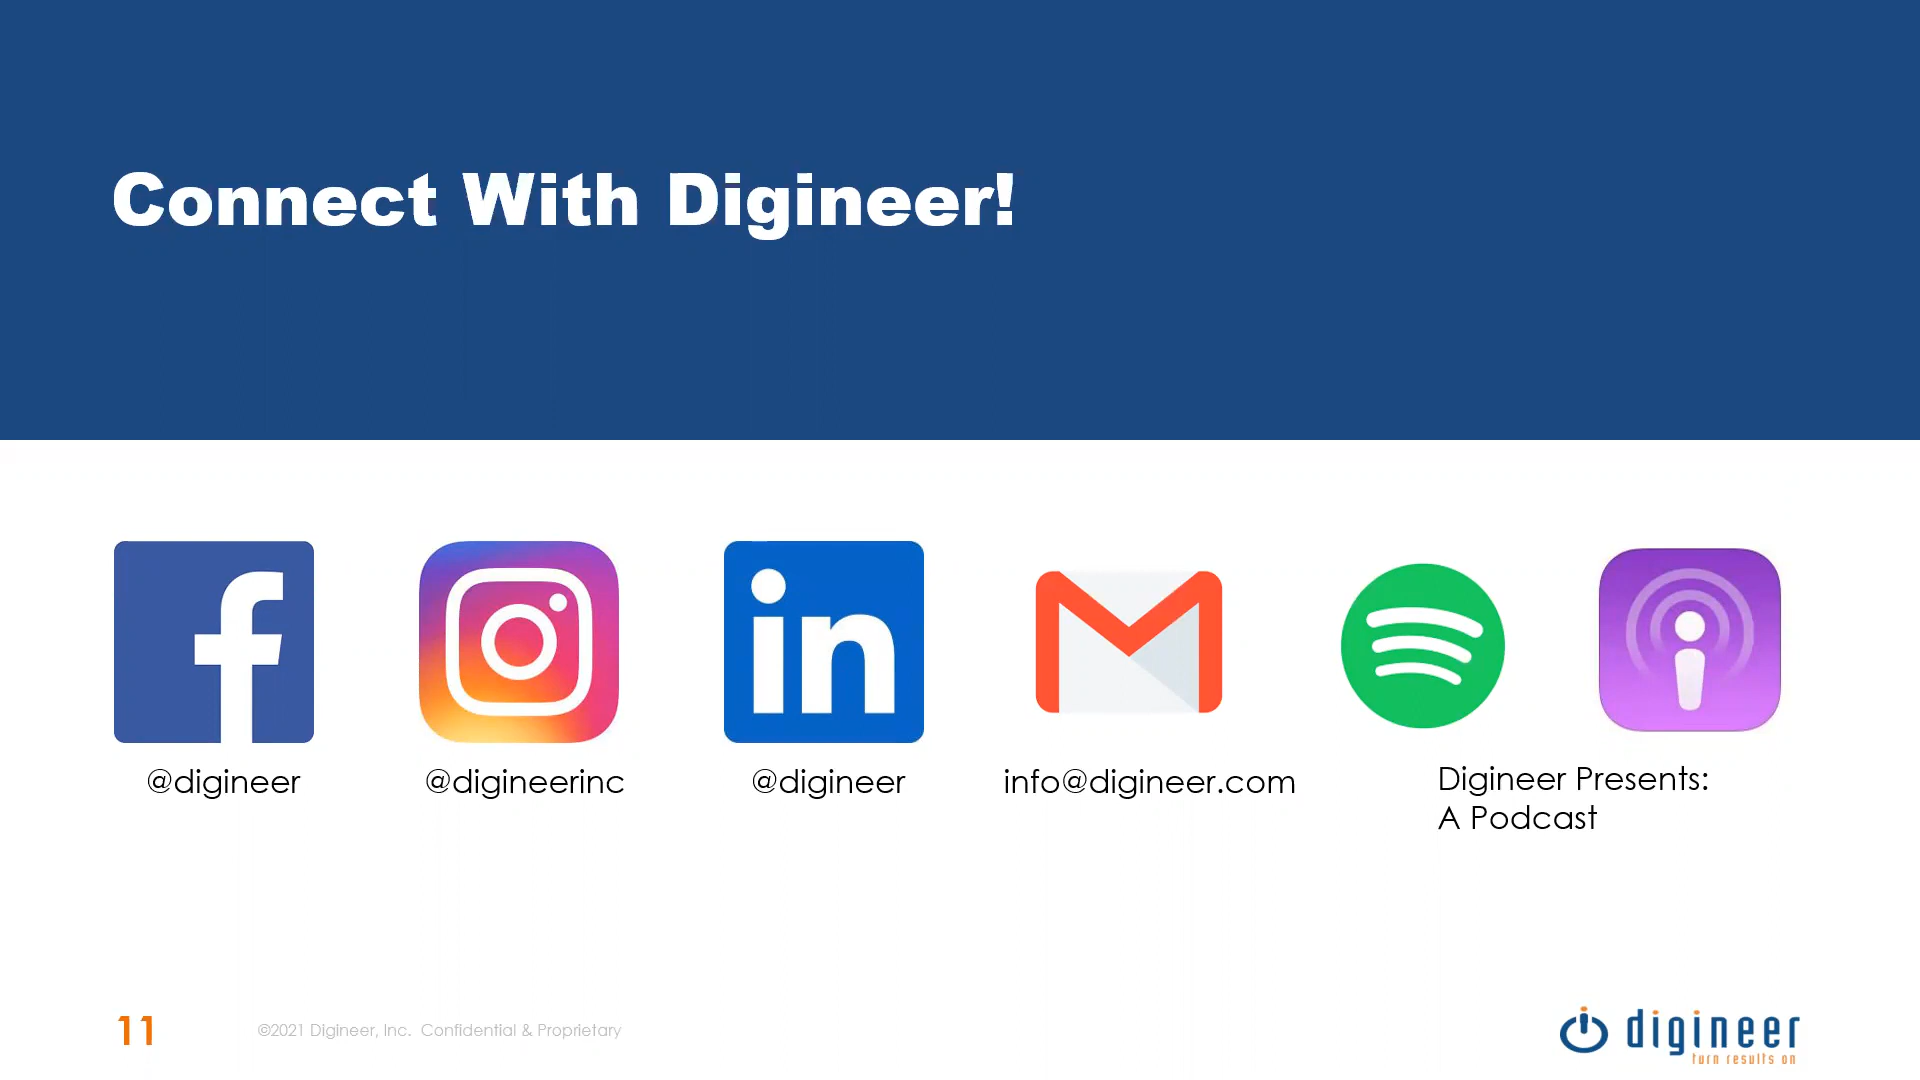 Connect With Digineer!
@digineer
@digineerinc
@digineer
info@digineer.com
Digineer Presents:
A Podcast
11
©2021 Digineer, Inc. Confidential & Proprietary
digineer
turn results on